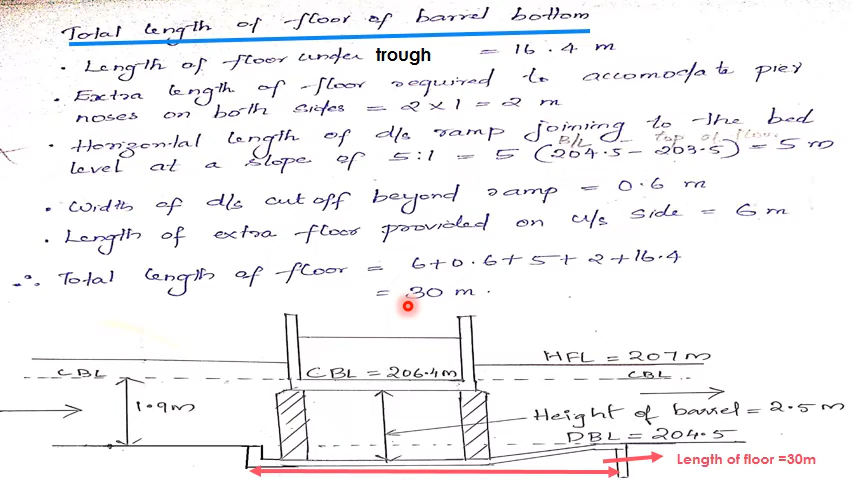 Total length of floor of barrel bottom
• Length of floor under trough = 16.4 m
• Extra length of floor required to accomodate pier
noses on both sides = 2 x 1 = 2 m
• Horizontal length of d/s ramp joining to the bed
B/L top of floor
level at a slope of 5:1 = 5 (204.5 - 203.5) = 5 m
• Width of d/s cutoff beyond ramp = 0.6 m
• Length of extra floor provided on u/s side = 6 m
∴ Total length of floor = 6+0.6+5+2+16.4
= 30 m.
HFL = 207 m
CBL
CBL = 206.4m
CBL
1.9m
Height of barrel = 2.5 m
DBL = 204.5
Length of floor =30m